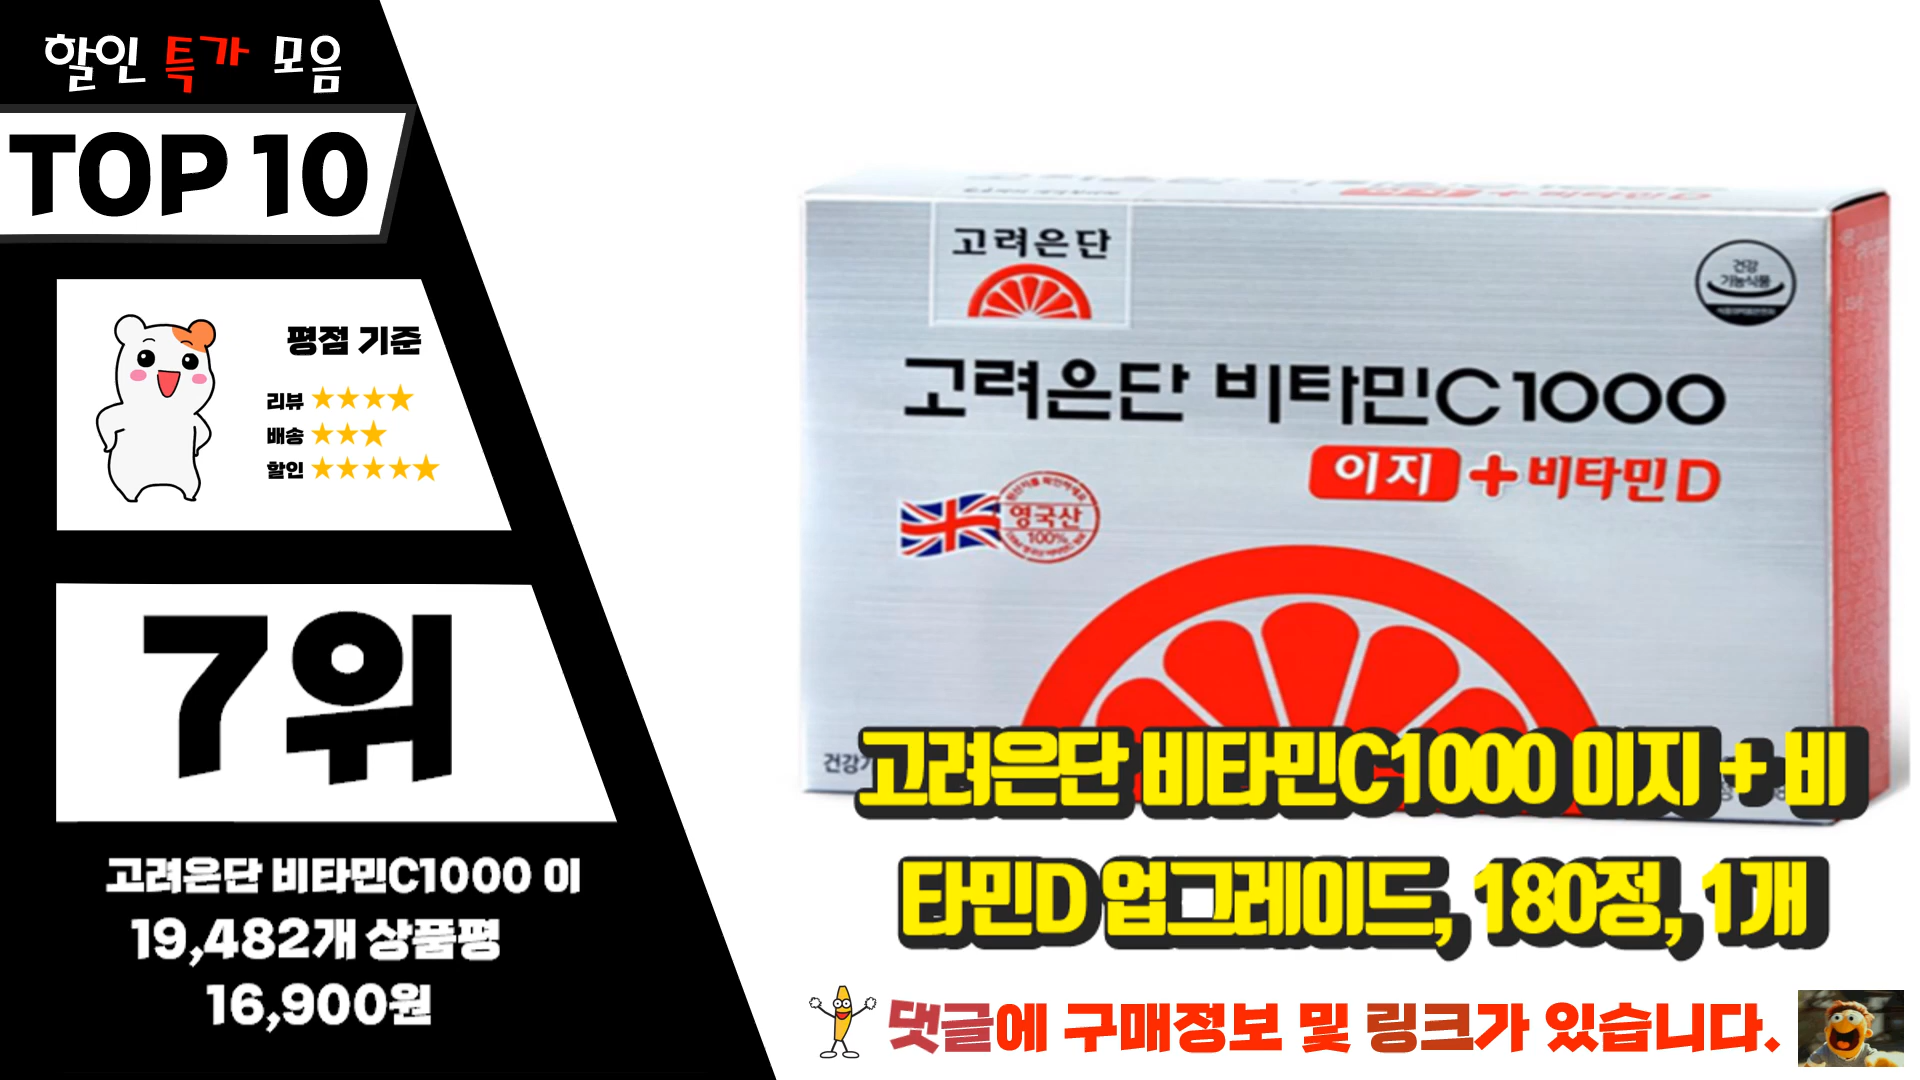 할인 특가 모음
TOP 10
평점 기준
리뷰 ★★★★
배송 ★★★
할인 ★★★★★
7위
고려은단 비타민C1000 이
19,482개 상품평
16,900원
고려은단
건강
기능식품
고려은단 비타민C1000
이지 + 비타민D
영국산
100%
건강기
고려은단 비타민C1000 이지 + 비
타민D 업그레이드, 180정, 1개
댓글에 구매정보 및 링크가 있습니다.